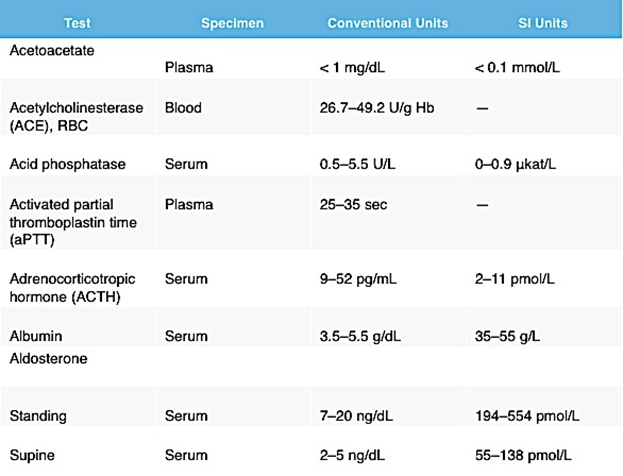 Test Specimen Conventional Units SI Units
Acetoacetate
Plasma < 1 mg/dL < 0.1 mmol/L
Acetylcholinesterase Blood 26.7–49.2 U/g Hb —
(ACE), RBC
Acid phosphatase Serum 0.5–5.5 U/L 0–0.9 µkat/L
Activated partial Plasma 25–35 sec —
thromboplastin time
(aPTT)
Adrenocorticotropic Serum 9–52 pg/mL 2–11 pmol/L
hormone (ACTH)
Albumin Serum 3.5–5.5 g/dL 35–55 g/L
Aldosterone
Standing Serum 7–20 ng/dL 194–554 pmol/L
Supine Serum 2–5 ng/dL 55–138 pmol/L